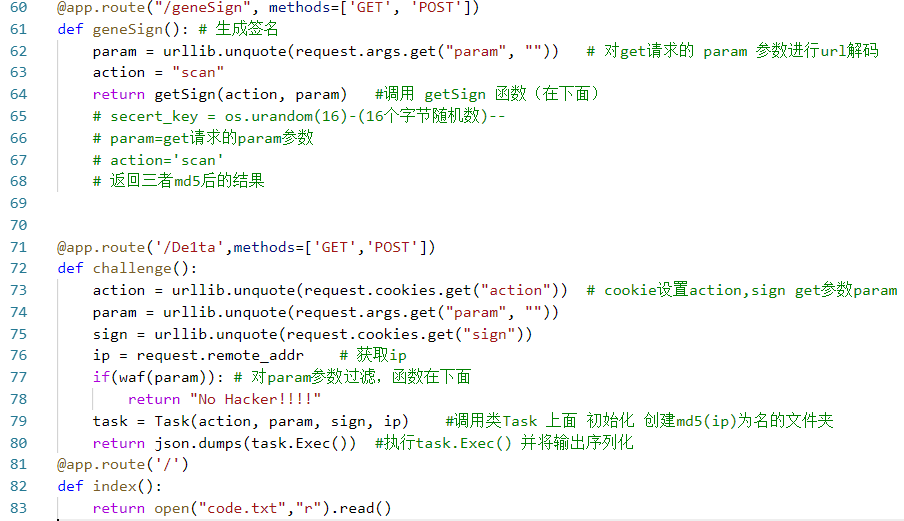 60 @app.route("/geneSign", methods=['GET', 'POST'])
61 def geneSign(): # 生成签名
62     param = urllib.unquote(request.args.get("param", ""))   # 对get请求的 param 参数进行url解码
63     action = "scan"
64     return getSign(action, param)   #调用 getSign 函数（在下面）
65     # secert_key = os.urandom(16)-(16个字节随机数)--
66     # param=get请求的param参数
67     # action='scan'
68     # 返回三者md5后的结果
69
70
71 @app.route('/De1ta',methods=['GET','POST'])
72 def challenge():
73     action = urllib.unquote(request.cookies.get("action"))  # cookie设置action,sign get参数param
74     param = urllib.unquote(request.args.get("param", ""))
75     sign = urllib.unquote(request.cookies.get("sign"))
76     ip = request.remote_addr    # 获取ip
77     if(waf(param)): # 对param参数过滤，函数在下面
78         return "No Hacker!!!!"
79     task = Task(action, param, sign, ip)    #调用类Task 上面 初始化 创建md5(ip)为名的文件夹
80     return json.dumps(task.Exec())  #执行task.Exec() 并将输出序列化
81 @app.route('/')
82 def index():
83     return open("code.txt","r").read()